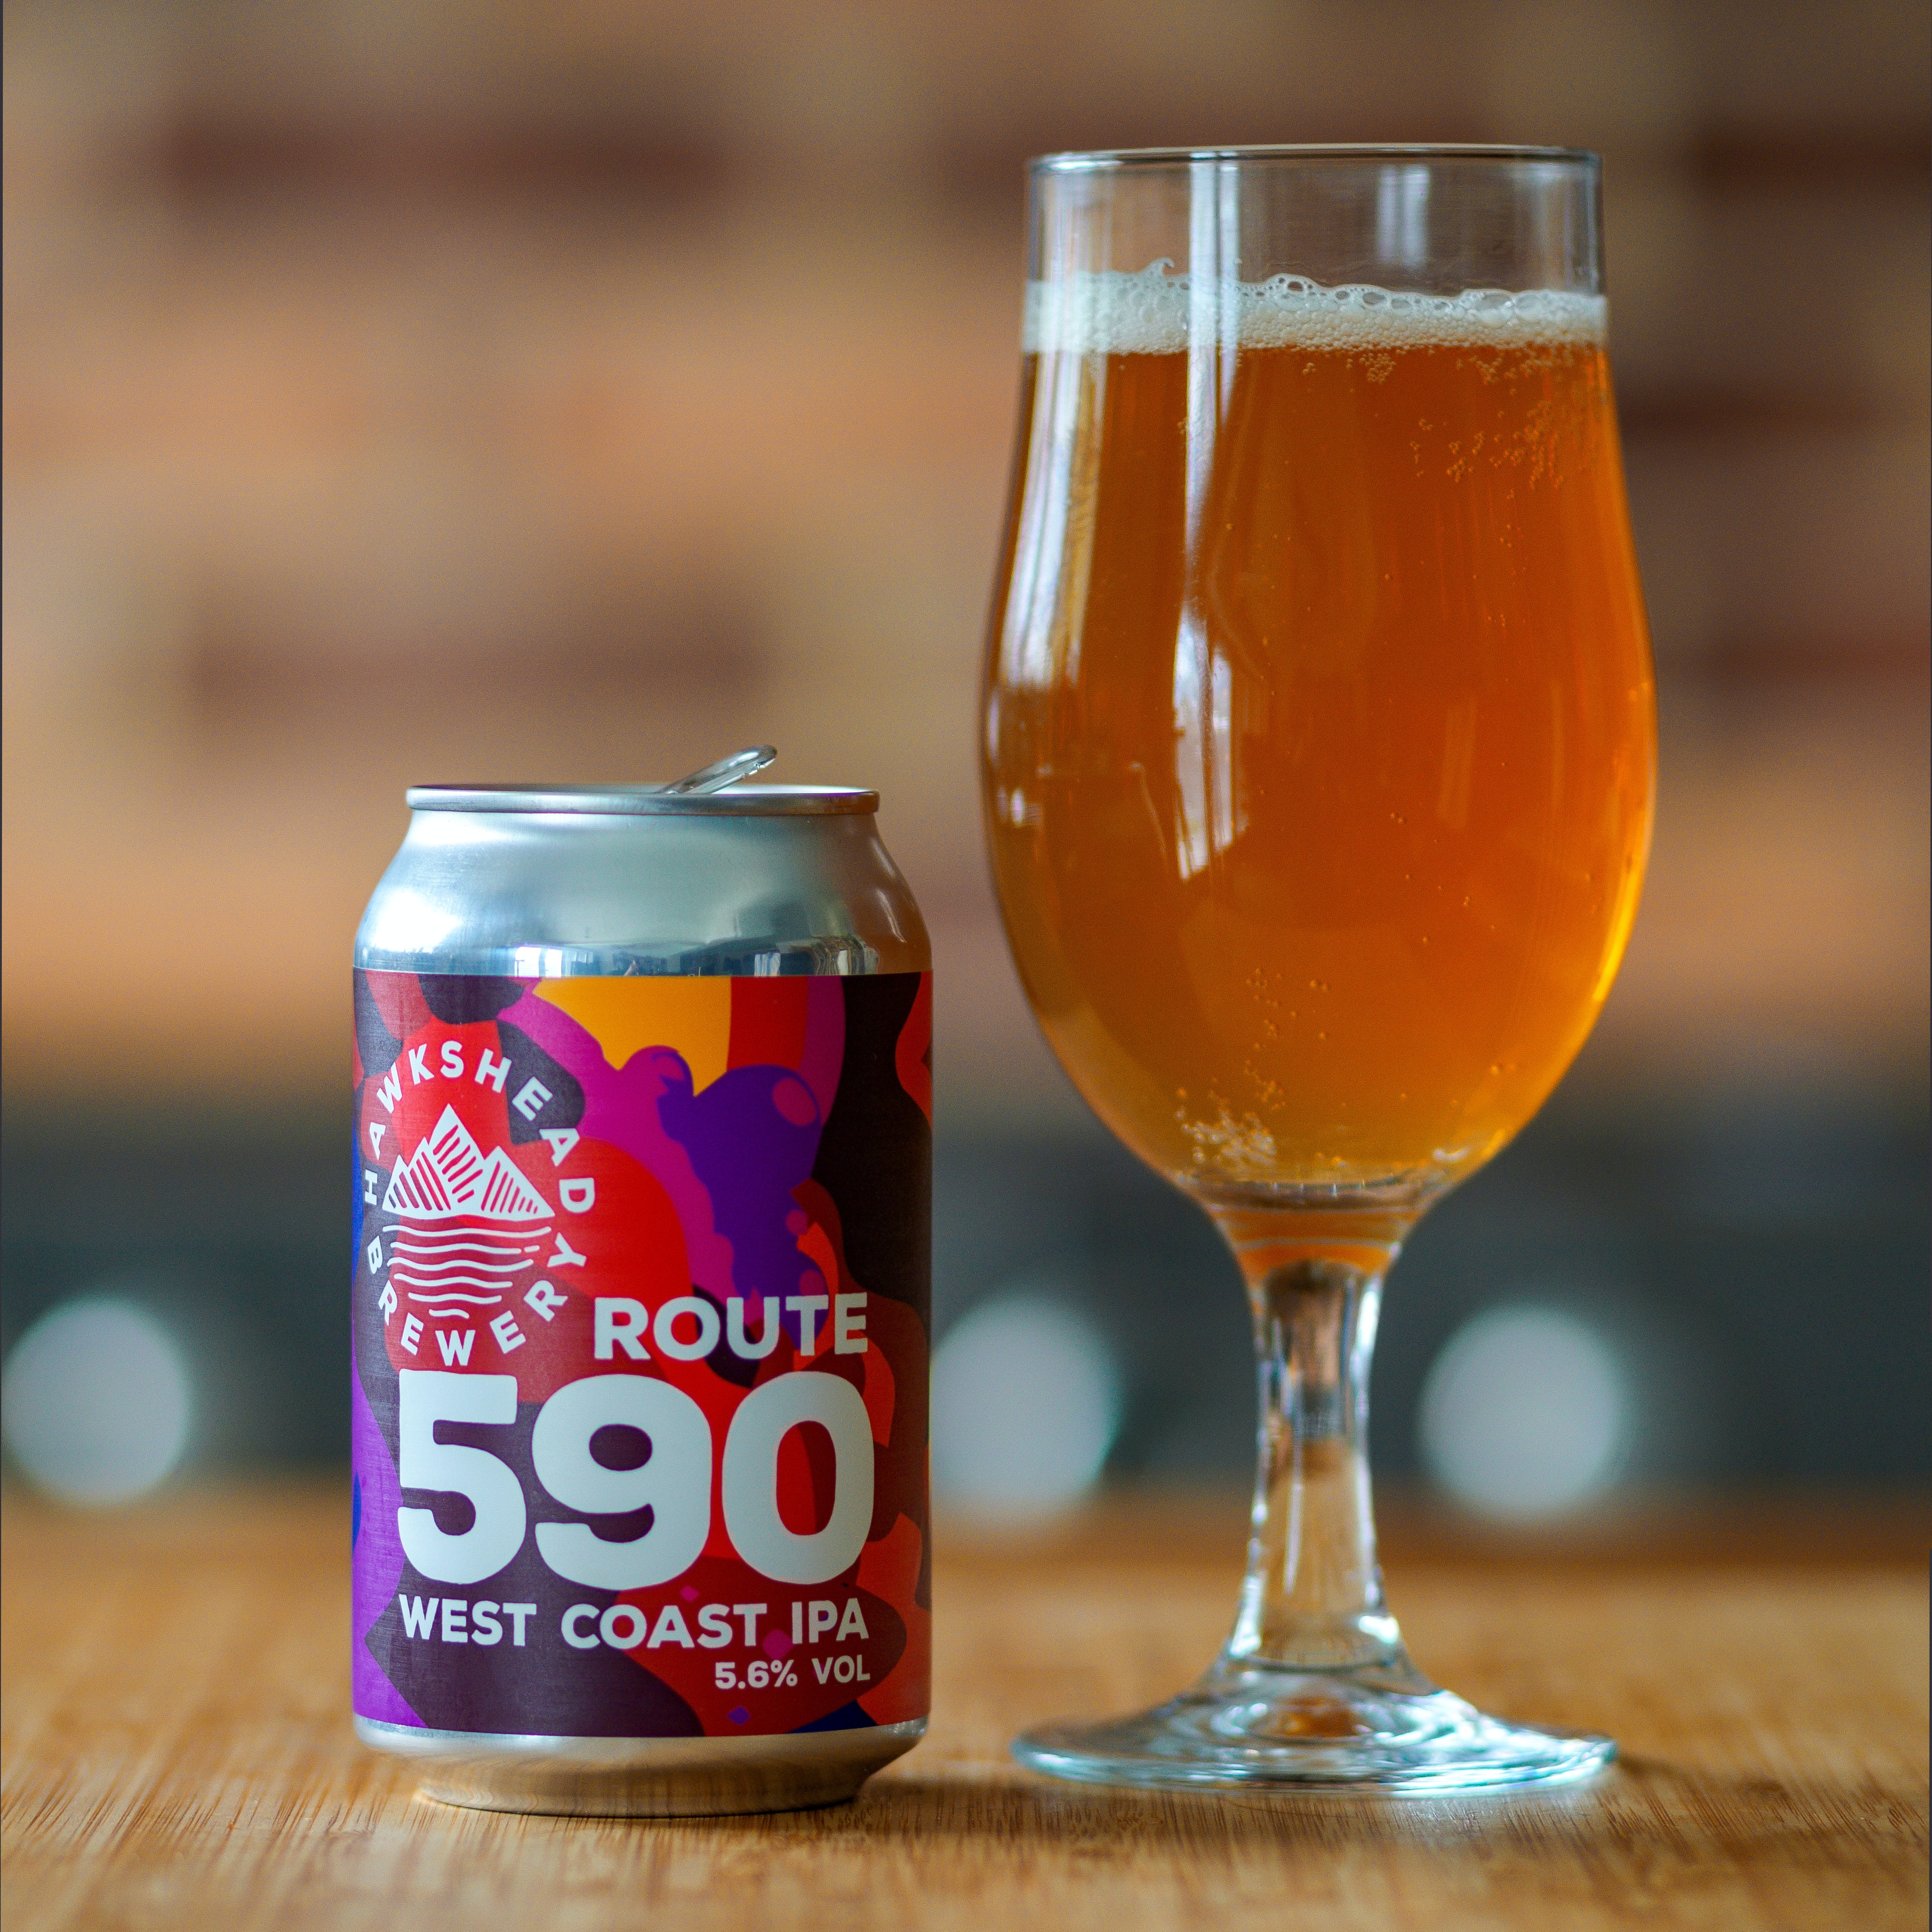 HAWKSHEAD
BREWERY
ROUTE
590
WEST COAST IPA
5.6% VOL